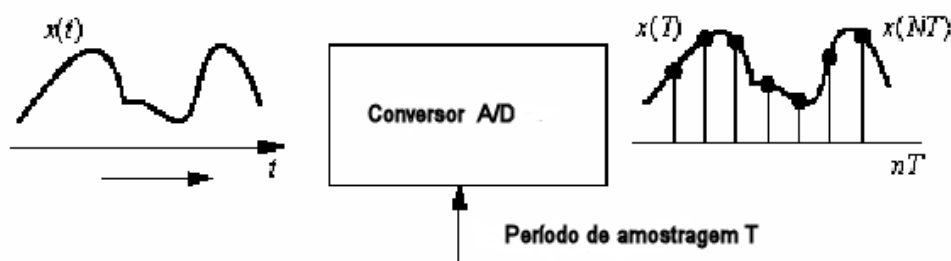 x(t)
t
Conversor A/D
Período de amostragem T
x(T)
x(NT)
nT